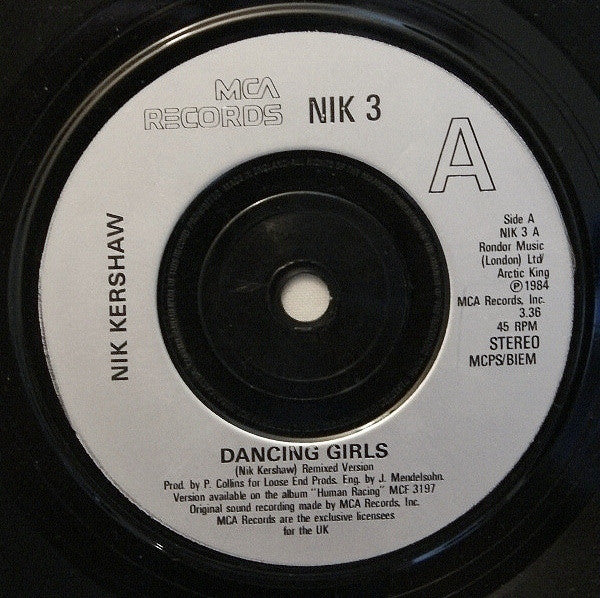 MCA
RECORDS
NIK 3
A
NIK KERSHAW
Side A
NIK 3 A
Rondor Music
(London) Ltd/
Arctic King
℗1984
MCA Records, Inc.
3.36
45 RPM
STEREO
MCPS/BIEM
DANCING GIRLS
(Nik Kershaw) Remixed Version
Prod. by P. Collins for Loose End Prods. Eng. by J. Mendelsohn.
Version available on the album "Human Racing" MCF 3197
Original sound recording made by MCA Records, Inc.
MCA Records are the exclusive licensees
for the UK